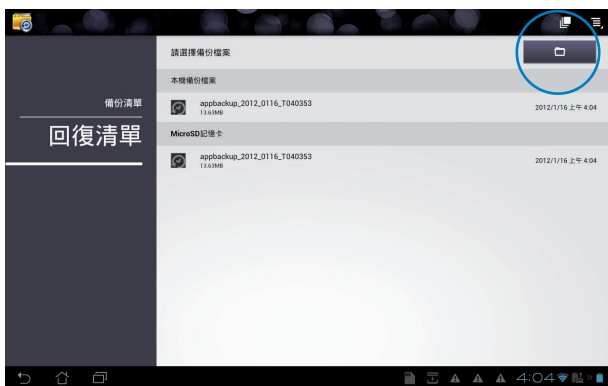 請選擇備份檔案
本機備份檔案
備份清單
appbackup_2012_0116_T040353
13.63MB
2012/1/16 上午 4:04
回復清單
MicroSD記憶卡
appbackup_2012_0116_T040353
13.63MB
2012/1/16 上午 4:04
4:04